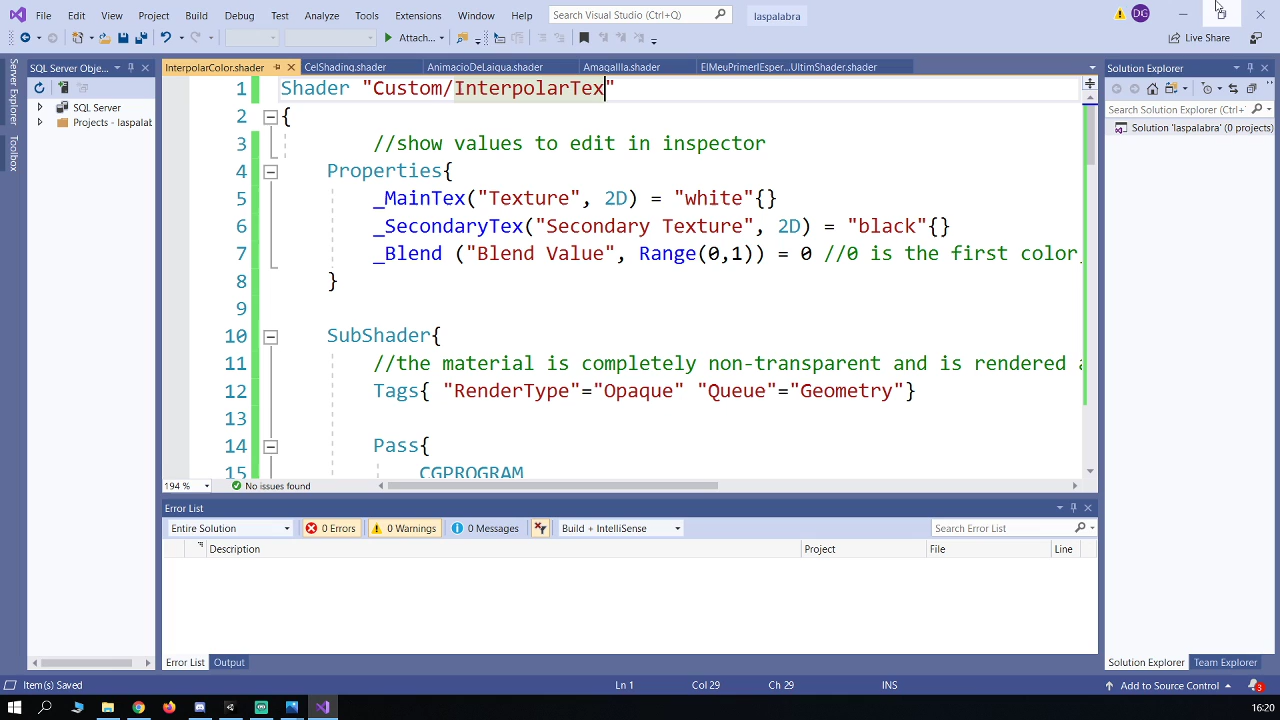 File Edit View Project Build Debug Test Analyze Tools Extensions Window Help Search Visual Studio (Ctrl+Q) laspalabra DG
Attach... Live Share
Server Explorer
Toolbox
SQL Server Obje...
SQL Server
Projects - laspalab
InterpolarColor.shader CelShading.shader AnimacioDeLaigua.shader Amagallla.shader ElMeuPrimerIEsper...UltimShader.shader
1 Shader "Custom/InterpolarTex"
2 {
3 //show values to edit in inspector
4 Properties{
5 _MainTex("Texture", 2D) = "white"{}
6 _SecondaryTex("Secondary Texture", 2D) = "black"{}
7 _Blend ("Blend Value", Range(0,1)) = 0 //0 is the first color,
8 }
9
10 SubShader{
11 //the material is completely non-transparent and is rendered a
12 Tags{ "RenderType"="Opaque" "Queue"="Geometry"}
13
14 Pass{
15 CGPROGRAM
194 % No issues found
Error List
Entire Solution 0 Errors 0 Warnings 0 Messages Build + IntelliSense Search Error List
Description Project File Line
Error List Output
Solution Explorer
Search Solution Explorer (Ctrl+
Solution 'laspalabra' (0 projects)
Solution Explorer Team Explorer
Item(s) Saved Ln 1 Col 29 Ch 29 INS Add to Source Control 3
16:20